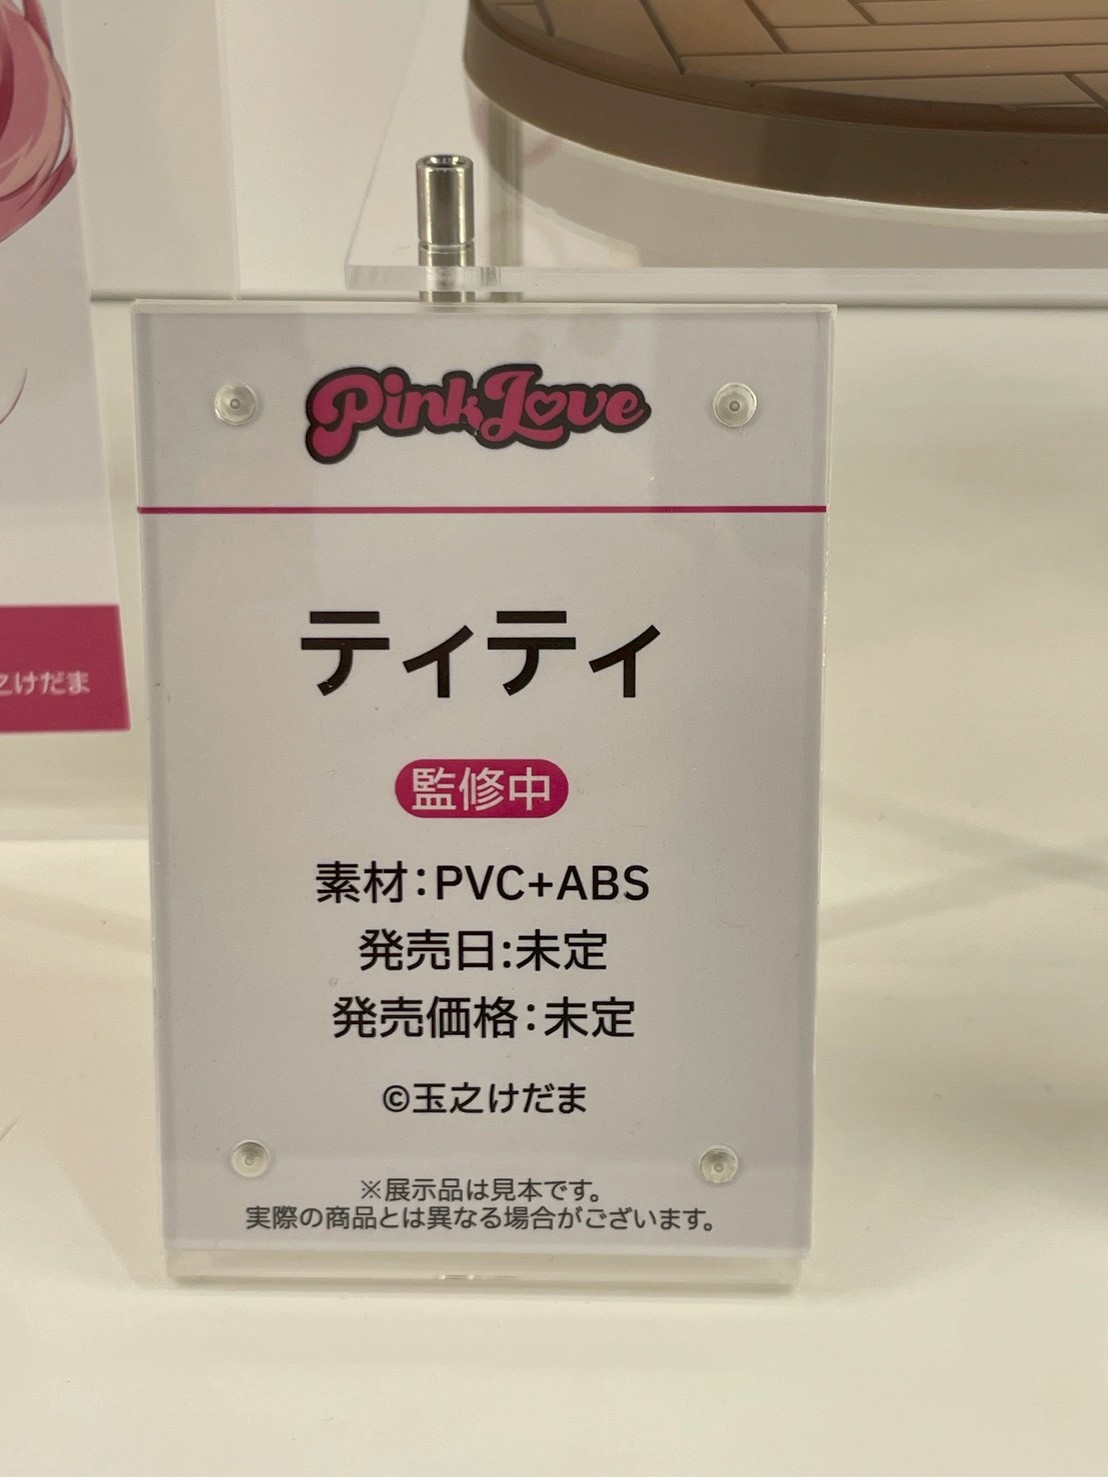 Pink Love
ティティ
監修中
素材：PVC+ABS
発売日:未定
発売価格：未定
©玉之けだま
※展示品は見本です。
実際の商品とは異なる場合がございます。
之けだま